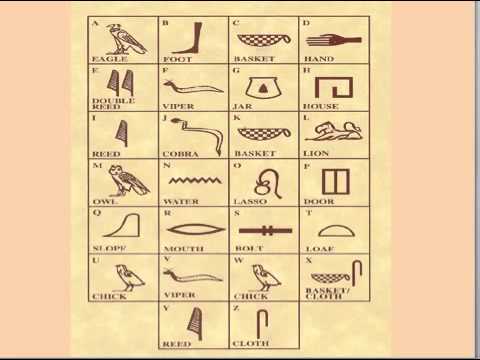 A B C D
EAGLE FOOT BASKET HAND
E F G H
DOUBLE REED VIPER JAR HOUSE
I J K L
REED COBRA BASKET LION
M N O P
OWL WATER LASSO DOOR
Q R S T
SLOPE MOUTH BOLT LOAF
U V W X
CHICK VIPER CHICK BASKET/ CLOTH
Y Z
REED CLOTH